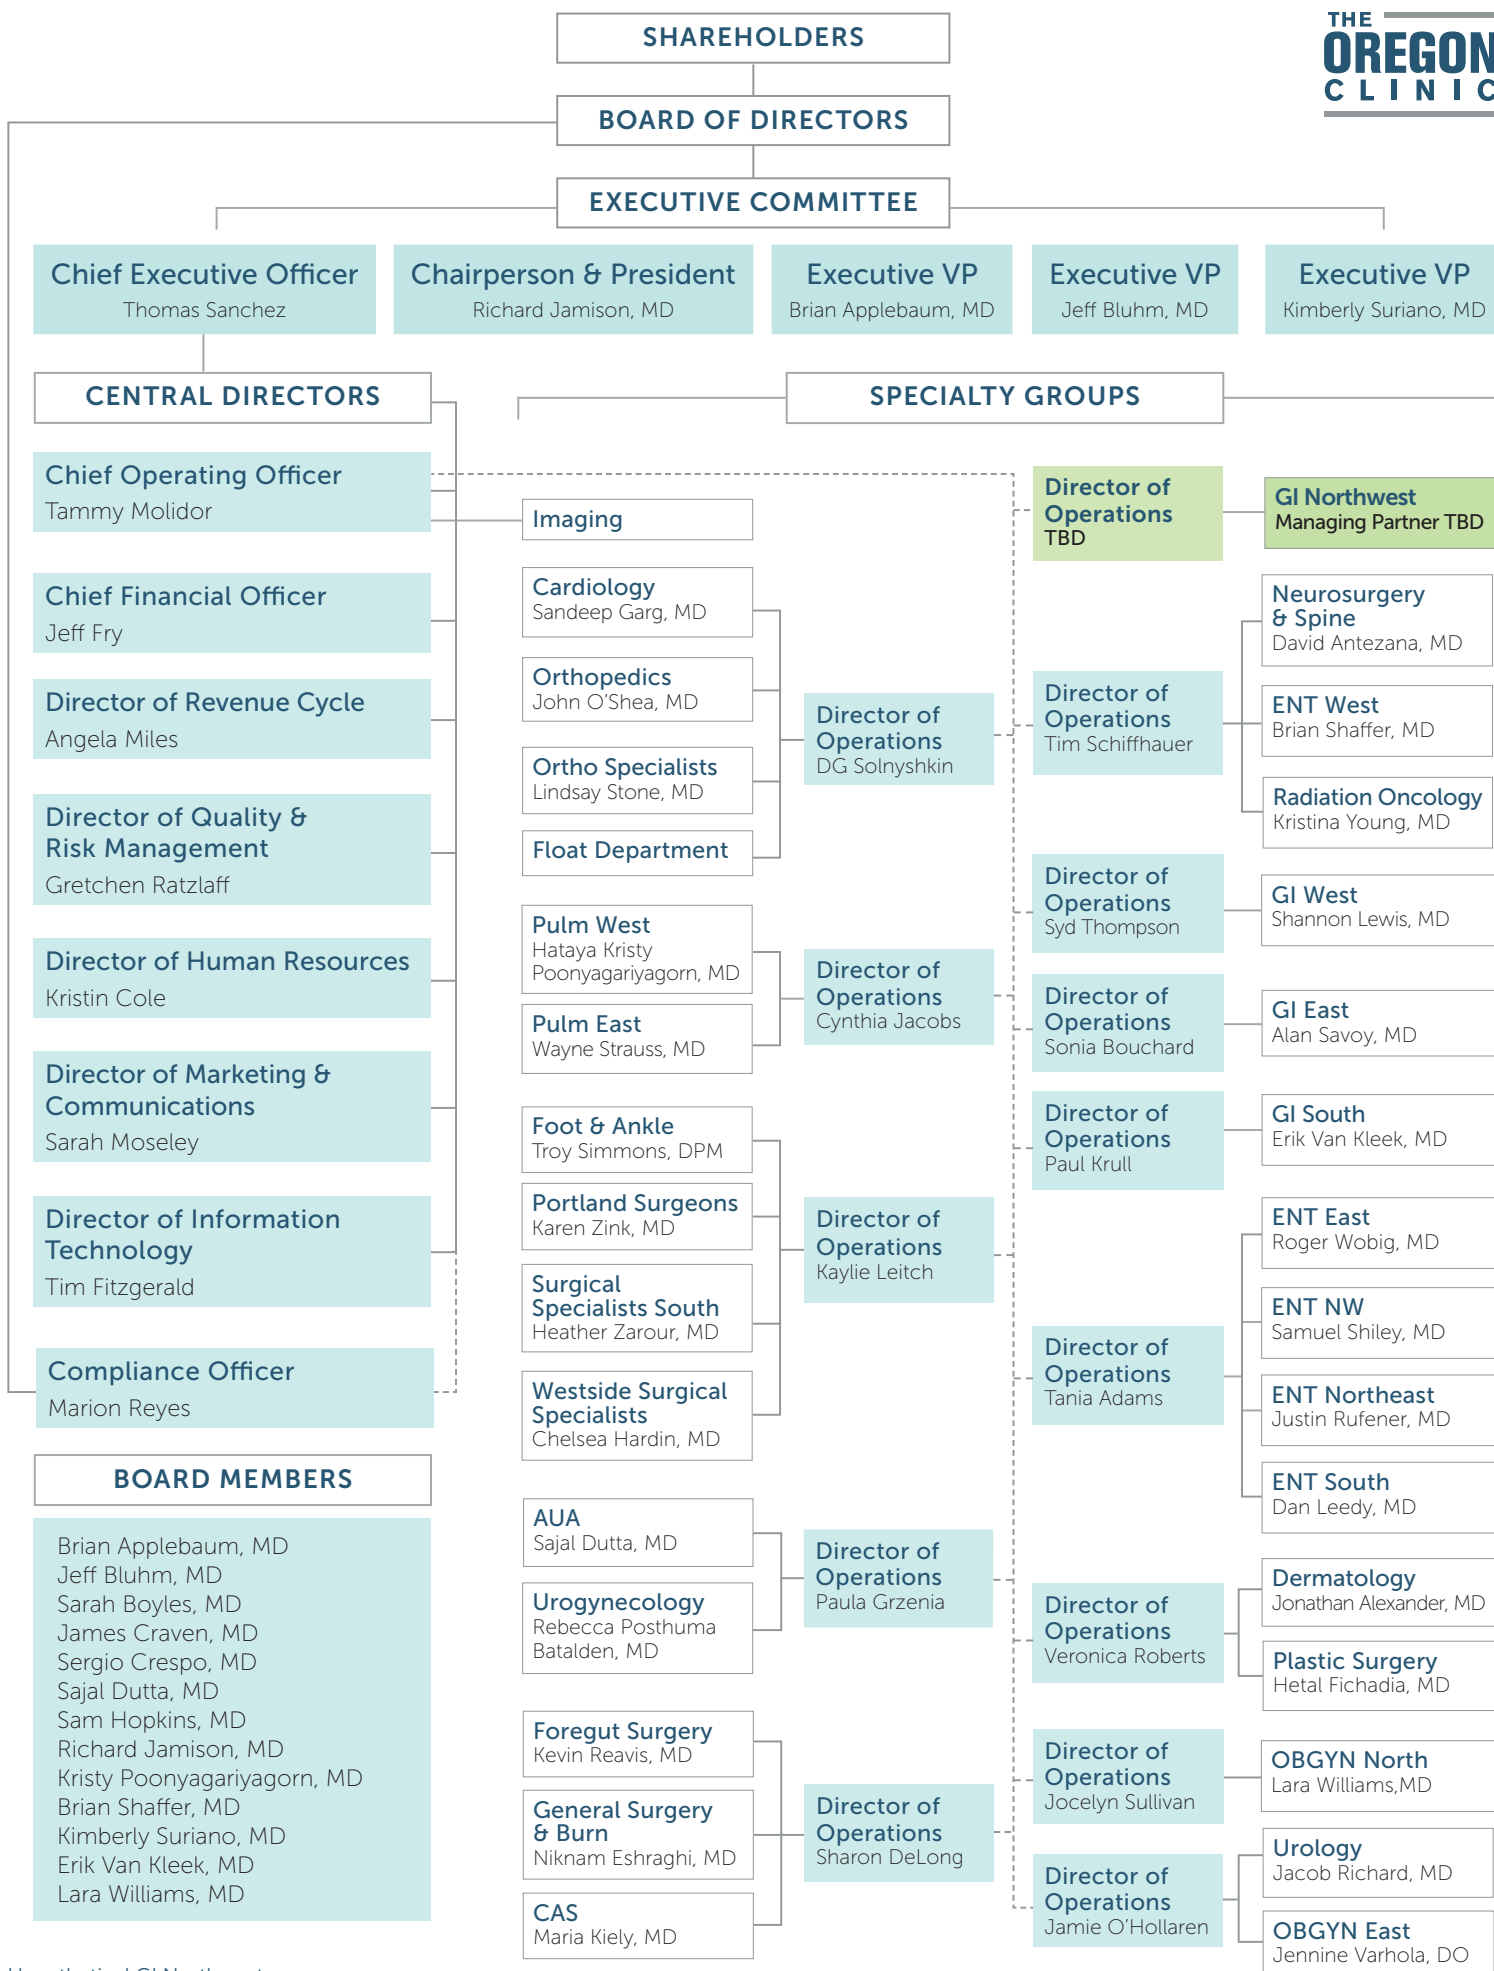 THE
OREGON
CLINIC
SHAREHOLDERS
BOARD OF DIRECTORS
EXECUTIVE COMMITTEE
Chief Executive Officer
Thomas Sanchez
Chairperson & President
Richard Jamison, MD
Executive VP
Brian Applebaum, MD
Executive VP
Jeff Bluhm, MD
Executive VP
Kimberly Suriano, MD
CENTRAL DIRECTORS
Chief Operating Officer
Tammy Molidor
Chief Financial Officer
Jeff Fry
Director of Revenue Cycle
Angela Miles
Director of Quality &
Risk Management
Gretchen Ratzlaff
Director of Human Resources
Kristin Cole
Director of Marketing &
Communications
Sarah Moseley
Director of Information
Technology
Tim Fitzgerald
Compliance Officer
Marion Reyes
BOARD MEMBERS
Brian Applebaum, MD
Jeff Bluhm, MD
Sarah Boyles, MD
James Craven, MD
Sergio Crespo, MD
Sajal Dutta, MD
Sam Hopkins, MD
Richard Jamison, MD
Kristy Poonyagariyagorn, MD
Brian Shaffer, MD
Kimberly Suriano, MD
Erik Van Kleek, MD
Lara Williams, MD
SPECIALTY GROUPS
Imaging
Cardiology
Sandeep Garg, MD
Orthopedics
John O'Shea, MD
Ortho Specialists
Lindsay Stone, MD
Float Department
Director of
Operations
DG Solnyshkin
Pulm West
Hataya Kristy
Poonyagariyagorn, MD
Pulm East
Wayne Strauss, MD
Director of
Operations
Cynthia Jacobs
Foot & Ankle
Troy Simmons, DPM
Portland Surgeons
Karen Zink, MD
Surgical
Specialists South
Heather Zarour, MD
Westside Surgical
Specialists
Chelsea Hardin, MD
Director of
Operations
Kaylie Leitch
AUA
Sajal Dutta, MD
Urogynecology
Rebecca Posthuma
Batalden, MD
Director of
Operations
Paula Grzenia
Foregut Surgery
Kevin Reavis, MD
General Surgery
& Burn
Niknam Eshraghi, MD
CAS
Maria Kiely, MD
Director of
Operations
Sharon DeLong
Director of
Operations
TBD
GI Northwest
Managing Partner TBD
Director of
Operations
Tim Schiffhauer
Neurosurgery
& Spine
David Antezana, MD
ENT West
Brian Shaffer, MD
Radiation Oncology
Kristina Young, MD
Director of
Operations
Syd Thompson
GI West
Shannon Lewis, MD
Director of
Operations
Sonia Bouchard
GI East
Alan Savoy, MD
Director of
Operations
Paul Krull
GI South
Erik Van Kleek, MD
Director of
Operations
Tania Adams
ENT East
Roger Wobig, MD
ENT NW
Samuel Shiley, MD
ENT Northeast
Justin Rufener, MD
ENT South
Dan Leedy, MD
Director of
Operations
Veronica Roberts
Dermatology
Jonathan Alexander, MD
Plastic Surgery
Hetal Fichadia, MD
Director of
Operations
Jocelyn Sullivan
OBGYN North
Lara Williams,MD
Director of
Operations
Jamie O'Hollaren
Urology
Jacob Richard, MD
OBGYN East
Jennine Varhola, DO